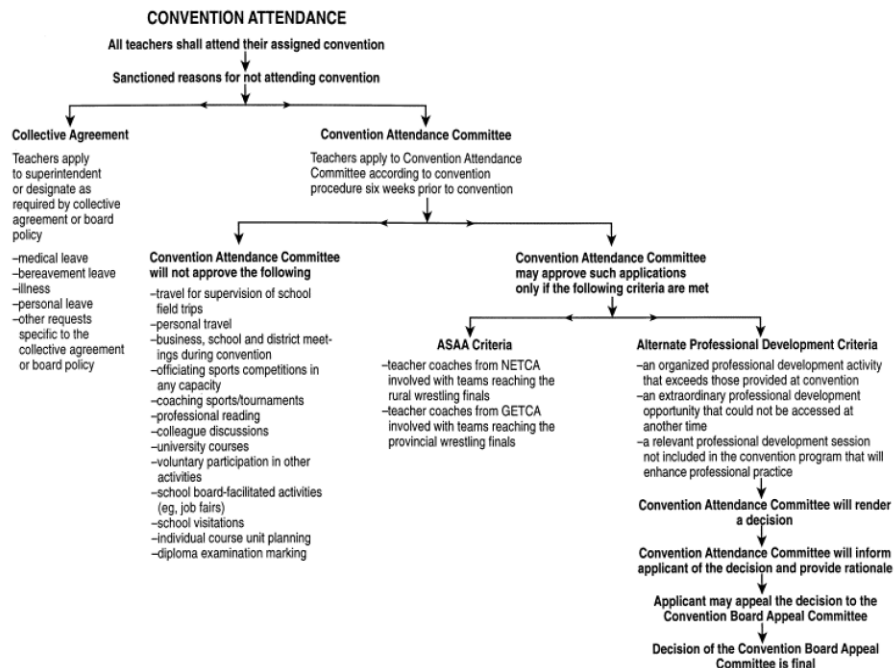 CONVENTION ATTENDANCE
All teachers shall attend their assigned convention
Sanctioned reasons for not attending convention
Collective Agreement
Teachers apply
to superintendent
or designate as
required by collective
agreement or board
policy
–medical leave
–bereavement leave
–illness
–personal leave
–other requests
specific to the
collective agreement
or board policy
Convention Attendance Committee
Teachers apply to Convention Attendance
Committee according to convention
procedure six weeks prior to convention
Convention Attendance Committee
will not approve the following
–travel for supervision of school
field trips
–personal travel
–business, school and district meet-
ings during convention
–officiating sports competitions in
any capacity
–coaching sports/tournaments
–professional reading
–colleague discussions
–university courses
–voluntary participation in other
activities
–school board-facilitated activities
(eg, job fairs)
–school visitations
–individual course unit planning
–diploma examination marking
Convention Attendance Committee
may approve such applications
only if the following criteria are met
ASAA Criteria
–teacher coaches from NETCA
involved with teams reaching the
rural wrestling finals
–teacher coaches from GETCA
involved with teams reaching the
provincial wrestling finals
Alternate Professional Development Criteria
–an organized professional development activity
that exceeds those provided at convention
–an extraordinary professional development
opportunity that could not be accessed at
another time
–a relevant professional development session
not included in the convention program that will
enhance professional practice
Convention Attendance Committee will render
a decision
Convention Attendance Committee will inform
applicant of the decision and provide rationale
Applicant may appeal the decision to the
Convention Board Appeal Committee
Decision of the Convention Board Appeal
Committee is final